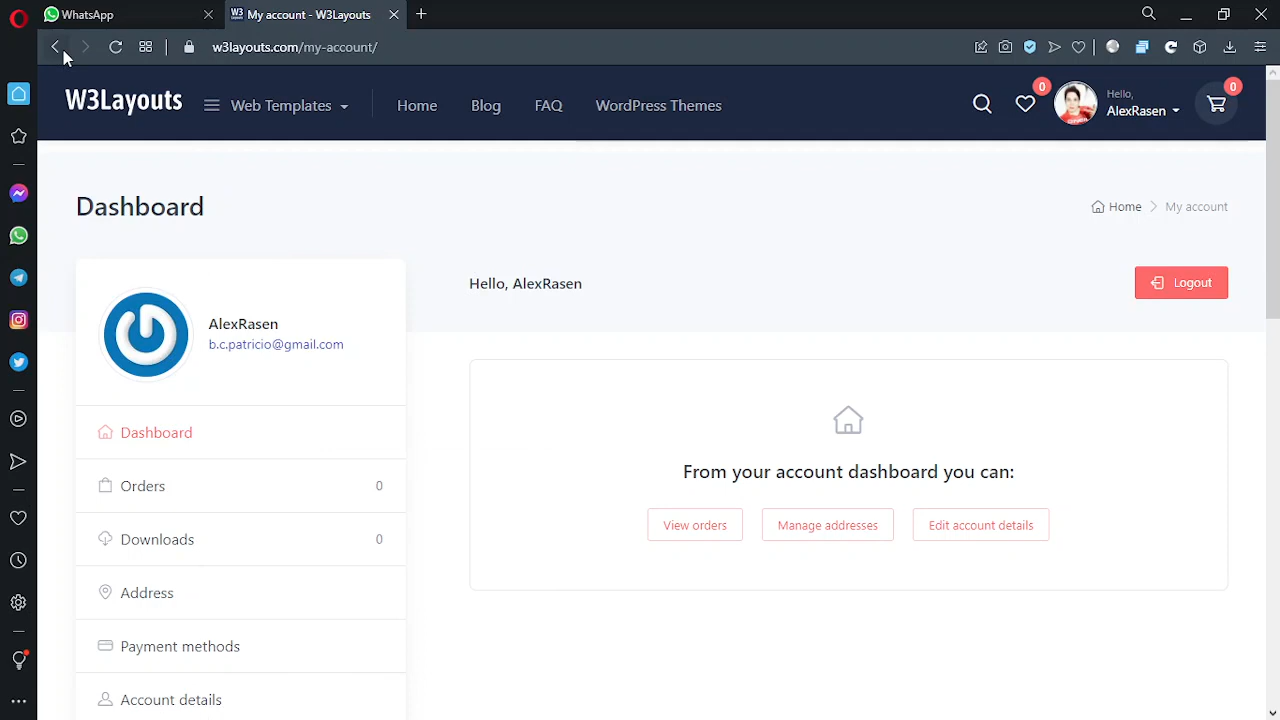 WhatsApp
W3 Layouts My account - W3Layouts
w3layouts.com/my-account/
W3Layouts
Web Templates
Home
Blog
FAQ
WordPress Themes
0
Hello,
AlexRasen
0
Dashboard
Home
My account
AlexRasen
b.c.patricio@gmail.com
Dashboard
Orders 0
Downloads 0
Address
Payment methods
Account details
Hello, AlexRasen
Logout
From your account dashboard you can:
View orders
Manage addresses
Edit account details